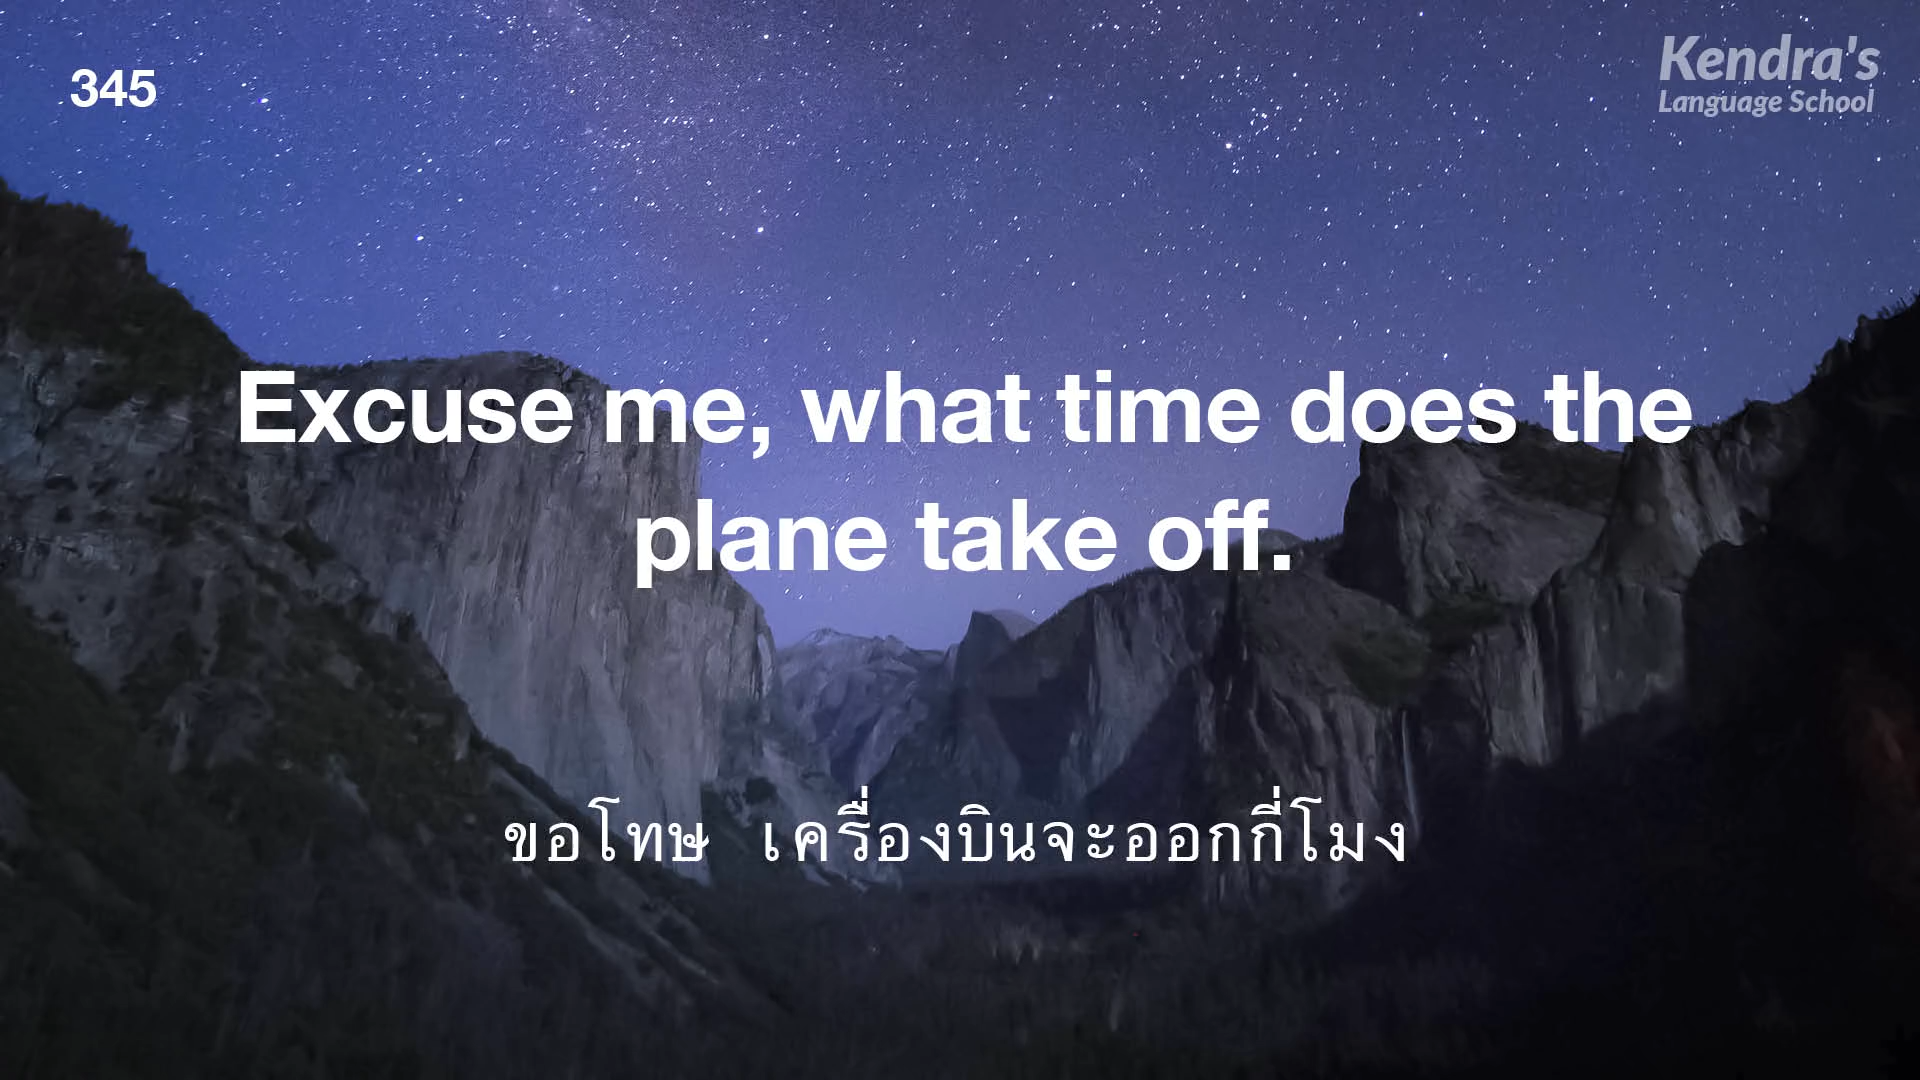 345
Kendra's
Language School
Excuse me, what time does the
plane take off.
ขอโทษ เครื่องบินจะออกกี่โมง